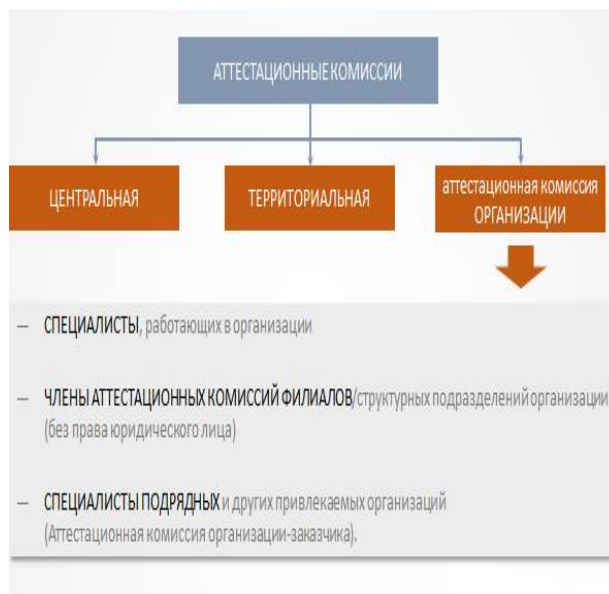 АТТЕСТАЦИОННЫЕ КОМИССИИ
ЦЕНТРАЛЬНАЯ
ТЕРРИТОРИАЛЬНАЯ
аттестационная комиссия
ОРГАНИЗАЦИИ
— СПЕЦИАЛИСТЫ, работающих в организации
— ЧЛЕНЫ АТТЕСТАЦИОННЫХ КОМИССИЙ ФИЛИАЛОВ/структурных подразделений организации
(без права юридического лица)
— СПЕЦИАЛИСТЫ ПОДРЯДНЫХ и других привлекаемых организаций
(Аттестационная комиссия организации-заказчика).